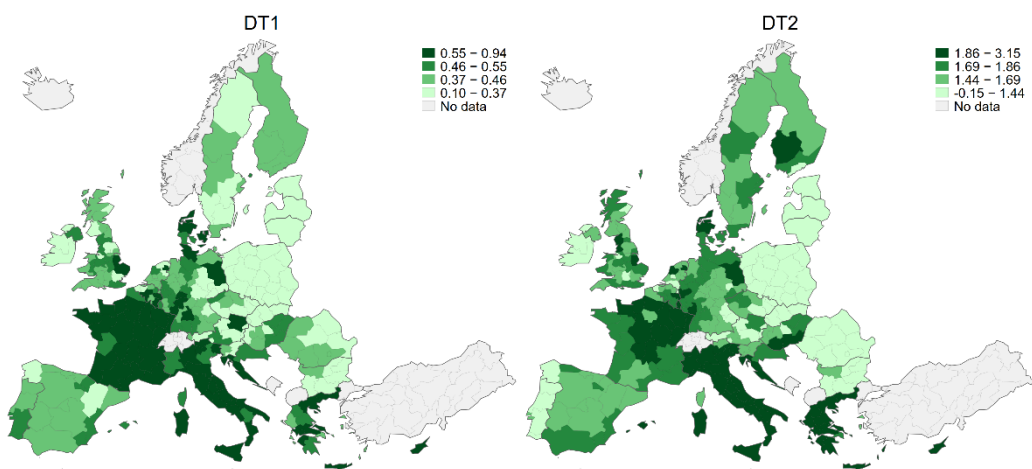 DT1
0.55 – 0.94
0.46 – 0.55
0.37 – 0.46
0.10 – 0.37
No data
DT2
1.86 – 3.15
1.69 – 1.86
1.44 – 1.69
-0.15 – 1.44
No data